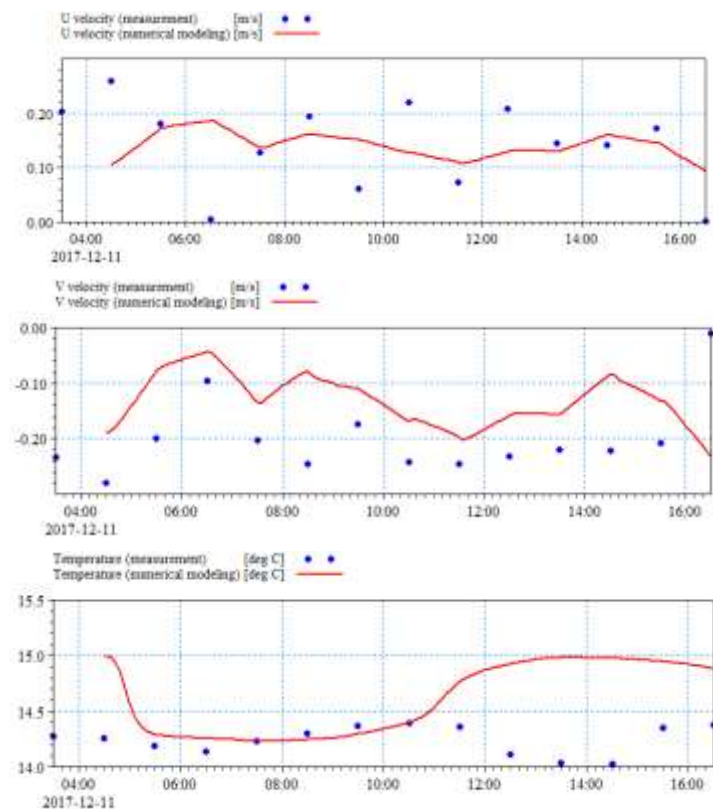 U velocity (measurement) [m/s]
U velocity (numerical modeling) [m/s]
0.20
0.10
0.00
04:00 06:00 08:00 10:00 12:00 14:00 16:00
2017-12-11
V velocity (measurement) [m/s]
V velocity (numerical modeling) [m/s]
0.00
-0.10
-0.20
04:00 06:00 08:00 10:00 12:00 14:00 16:00
2017-12-11
Temperature (measurement) [deg C]
Temperature (numerical modeling) [deg C]
15.5
15.0
14.5
14.0
04:00 06:00 08:00 10:00 12:00 14:00 16:00
2017-12-11